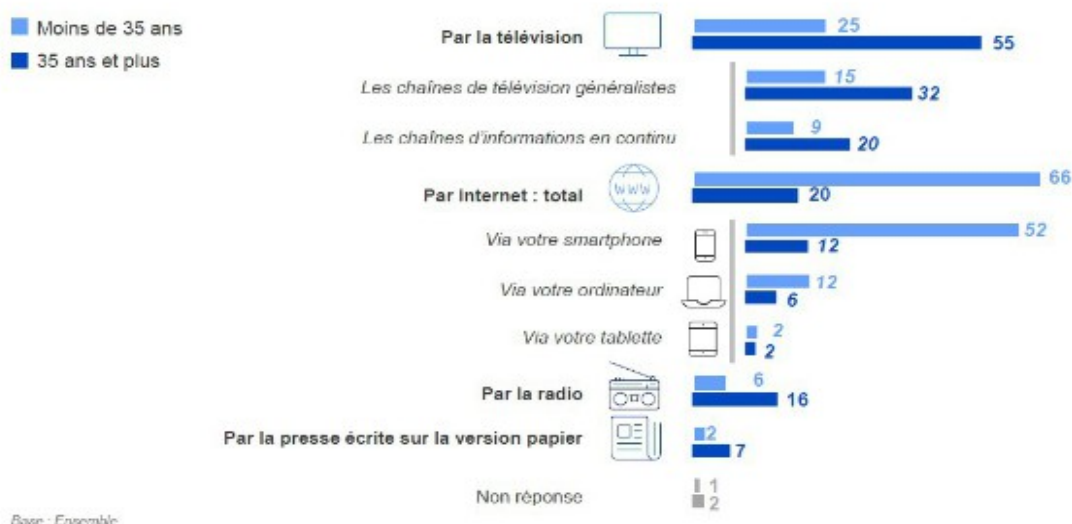 Moins de 35 ans
35 ans et plus
Par la télévision
25
55
Les chaînes de télévision généralistes
15
32
Les chaînes d'informations en continu
9
20
Par internet : total
WWW
66
20
Via votre smartphone
52
12
Via votre ordinateur
12
6
Via votre tablette
2
2
Par la radio
6
16
Par la presse écrite sur la version papier
2
7
Non réponse
1
2
Base : Ensemble